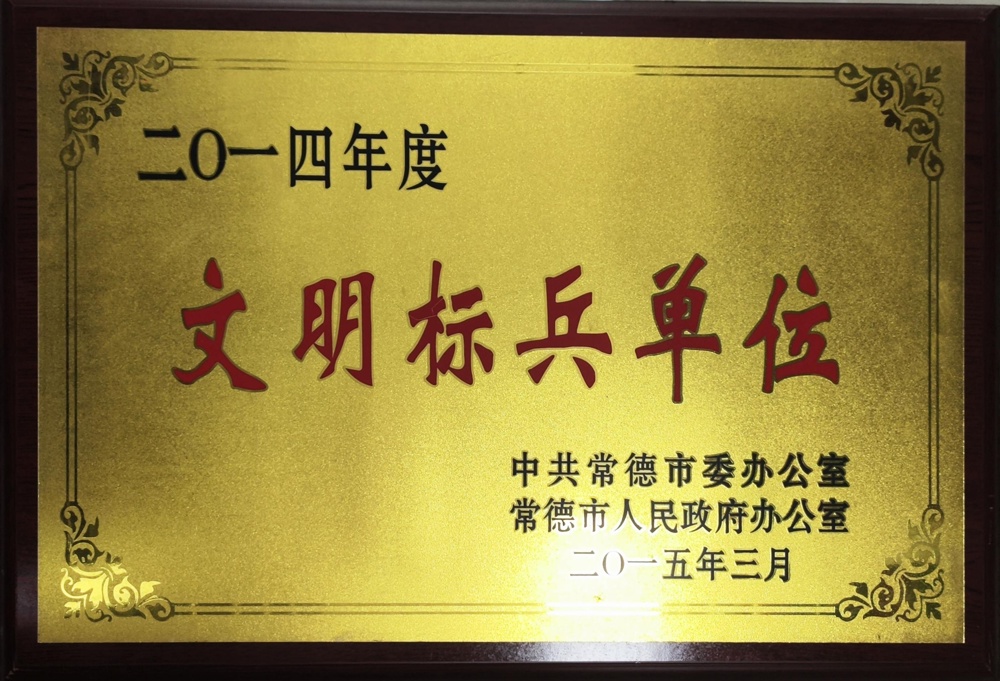 二〇一四年度
文明标兵单位
中共常德市委办公室
常德市人民政府办公室
二〇一五年三月